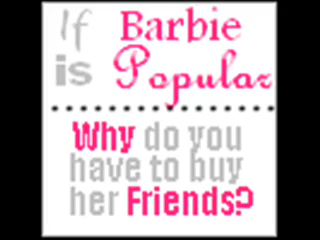 If Barbie
is Popular
Why do you
have to buy
her Friends?